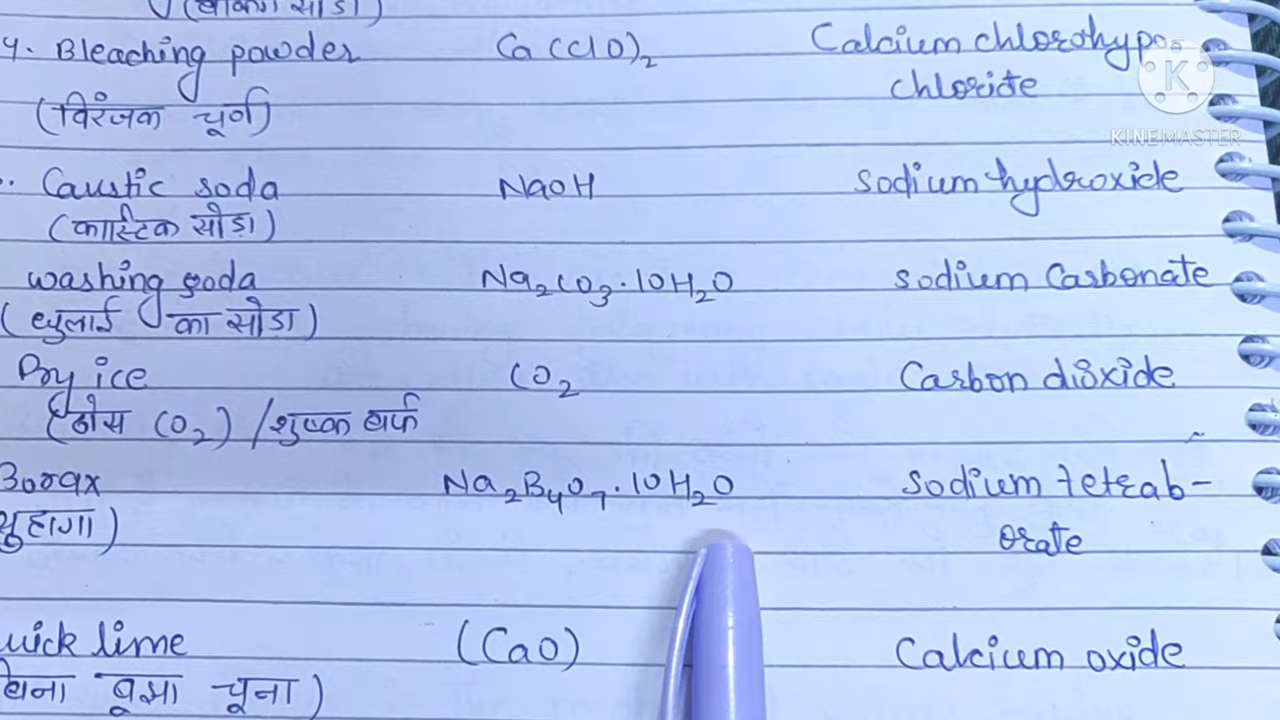 (बेकिंग सोडा)
4. Bleaching powder Ca(ClO)₂ Calcium chlorohypo
chloride
(विरंजक चूर्ण)
K
KINEMASTER
. Caustic soda NaOH sodium hydroxide
(कास्टिक सोडा)
washing soda Na₂CO₃.10H₂O sodium Carbonate
(धुलाई का सोडा)
Dry ice CO₂ Carbon dioxide
(ठोस CO₂) / शुष्क बर्फ
Borax Na₂B₄O₇.10H₂O sodium tetrab-
orate
सुहागा)
uick lime (CaO) Calcium oxide
बिना बुझा चूना)